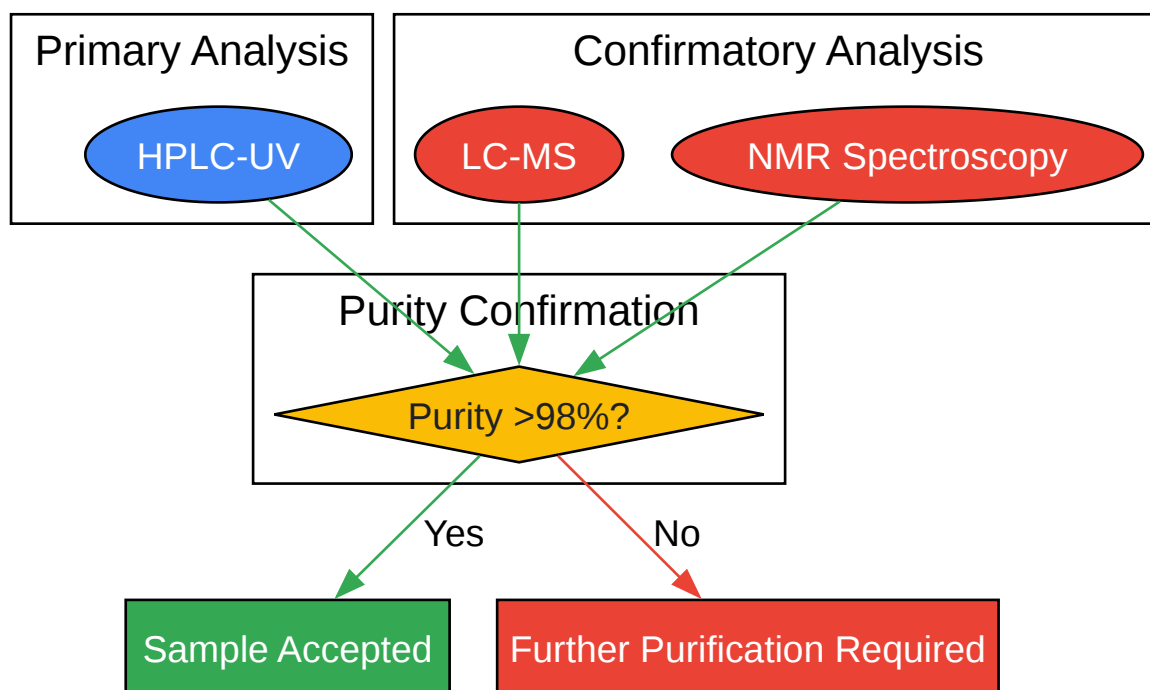 Primary Analysis
Confirmatory Analysis
HPLC-UV
LC-MS
NMR Spectroscopy
Purity Confirmation
Purity >98%?
Yes
No
Sample Accepted
Further Purification Required